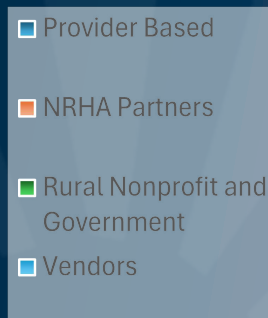 Provider Based
NRHA Partners
Rural Nonprofit and
Government
Vendors